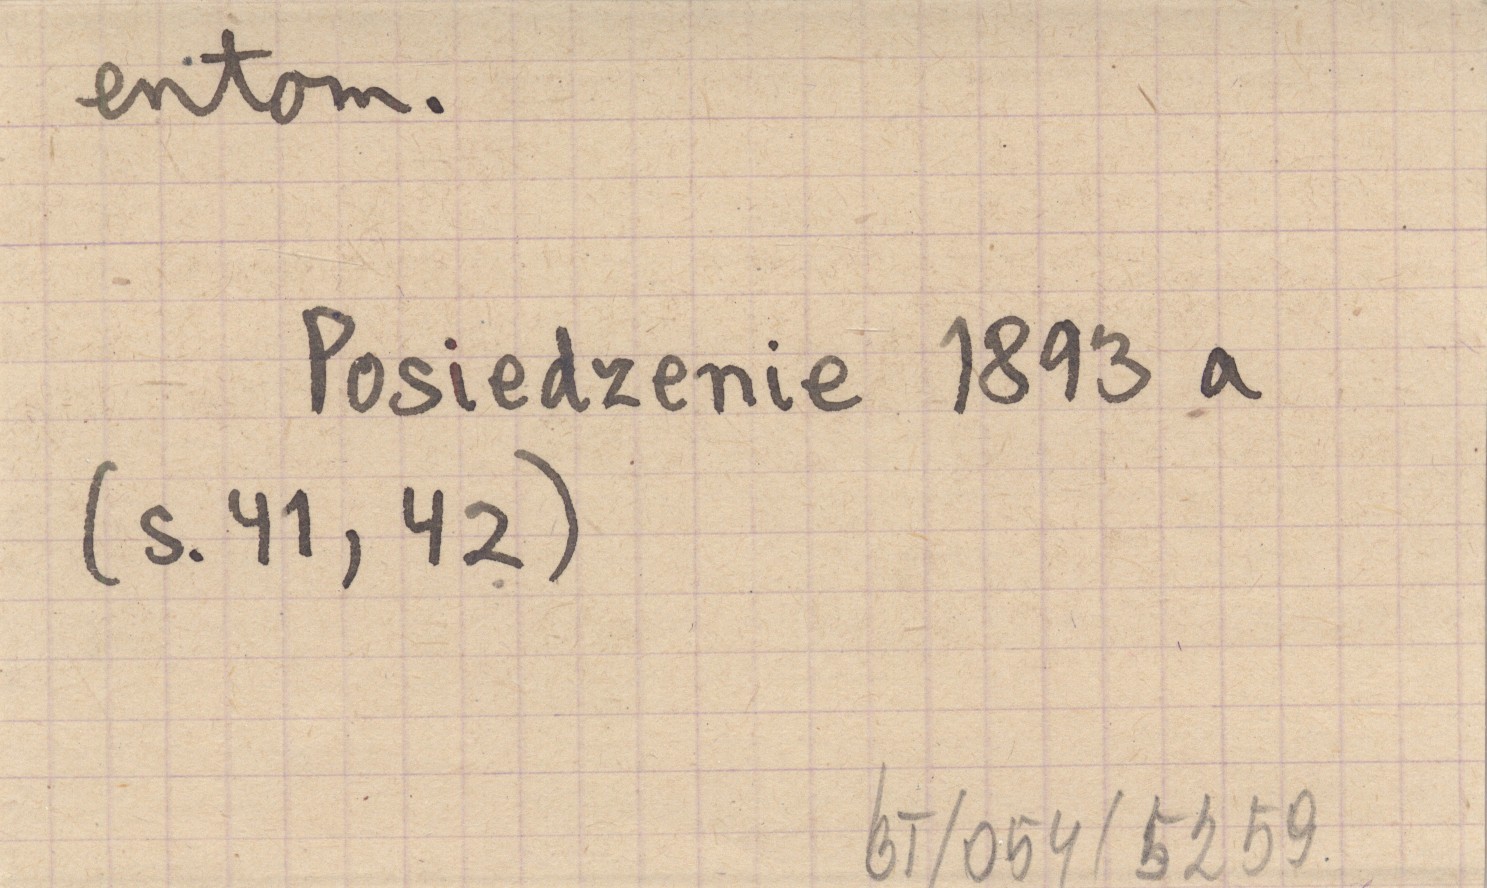 entom.
Posiedzenie 1893 a
(s. 41, 42)
BT/054/5259.